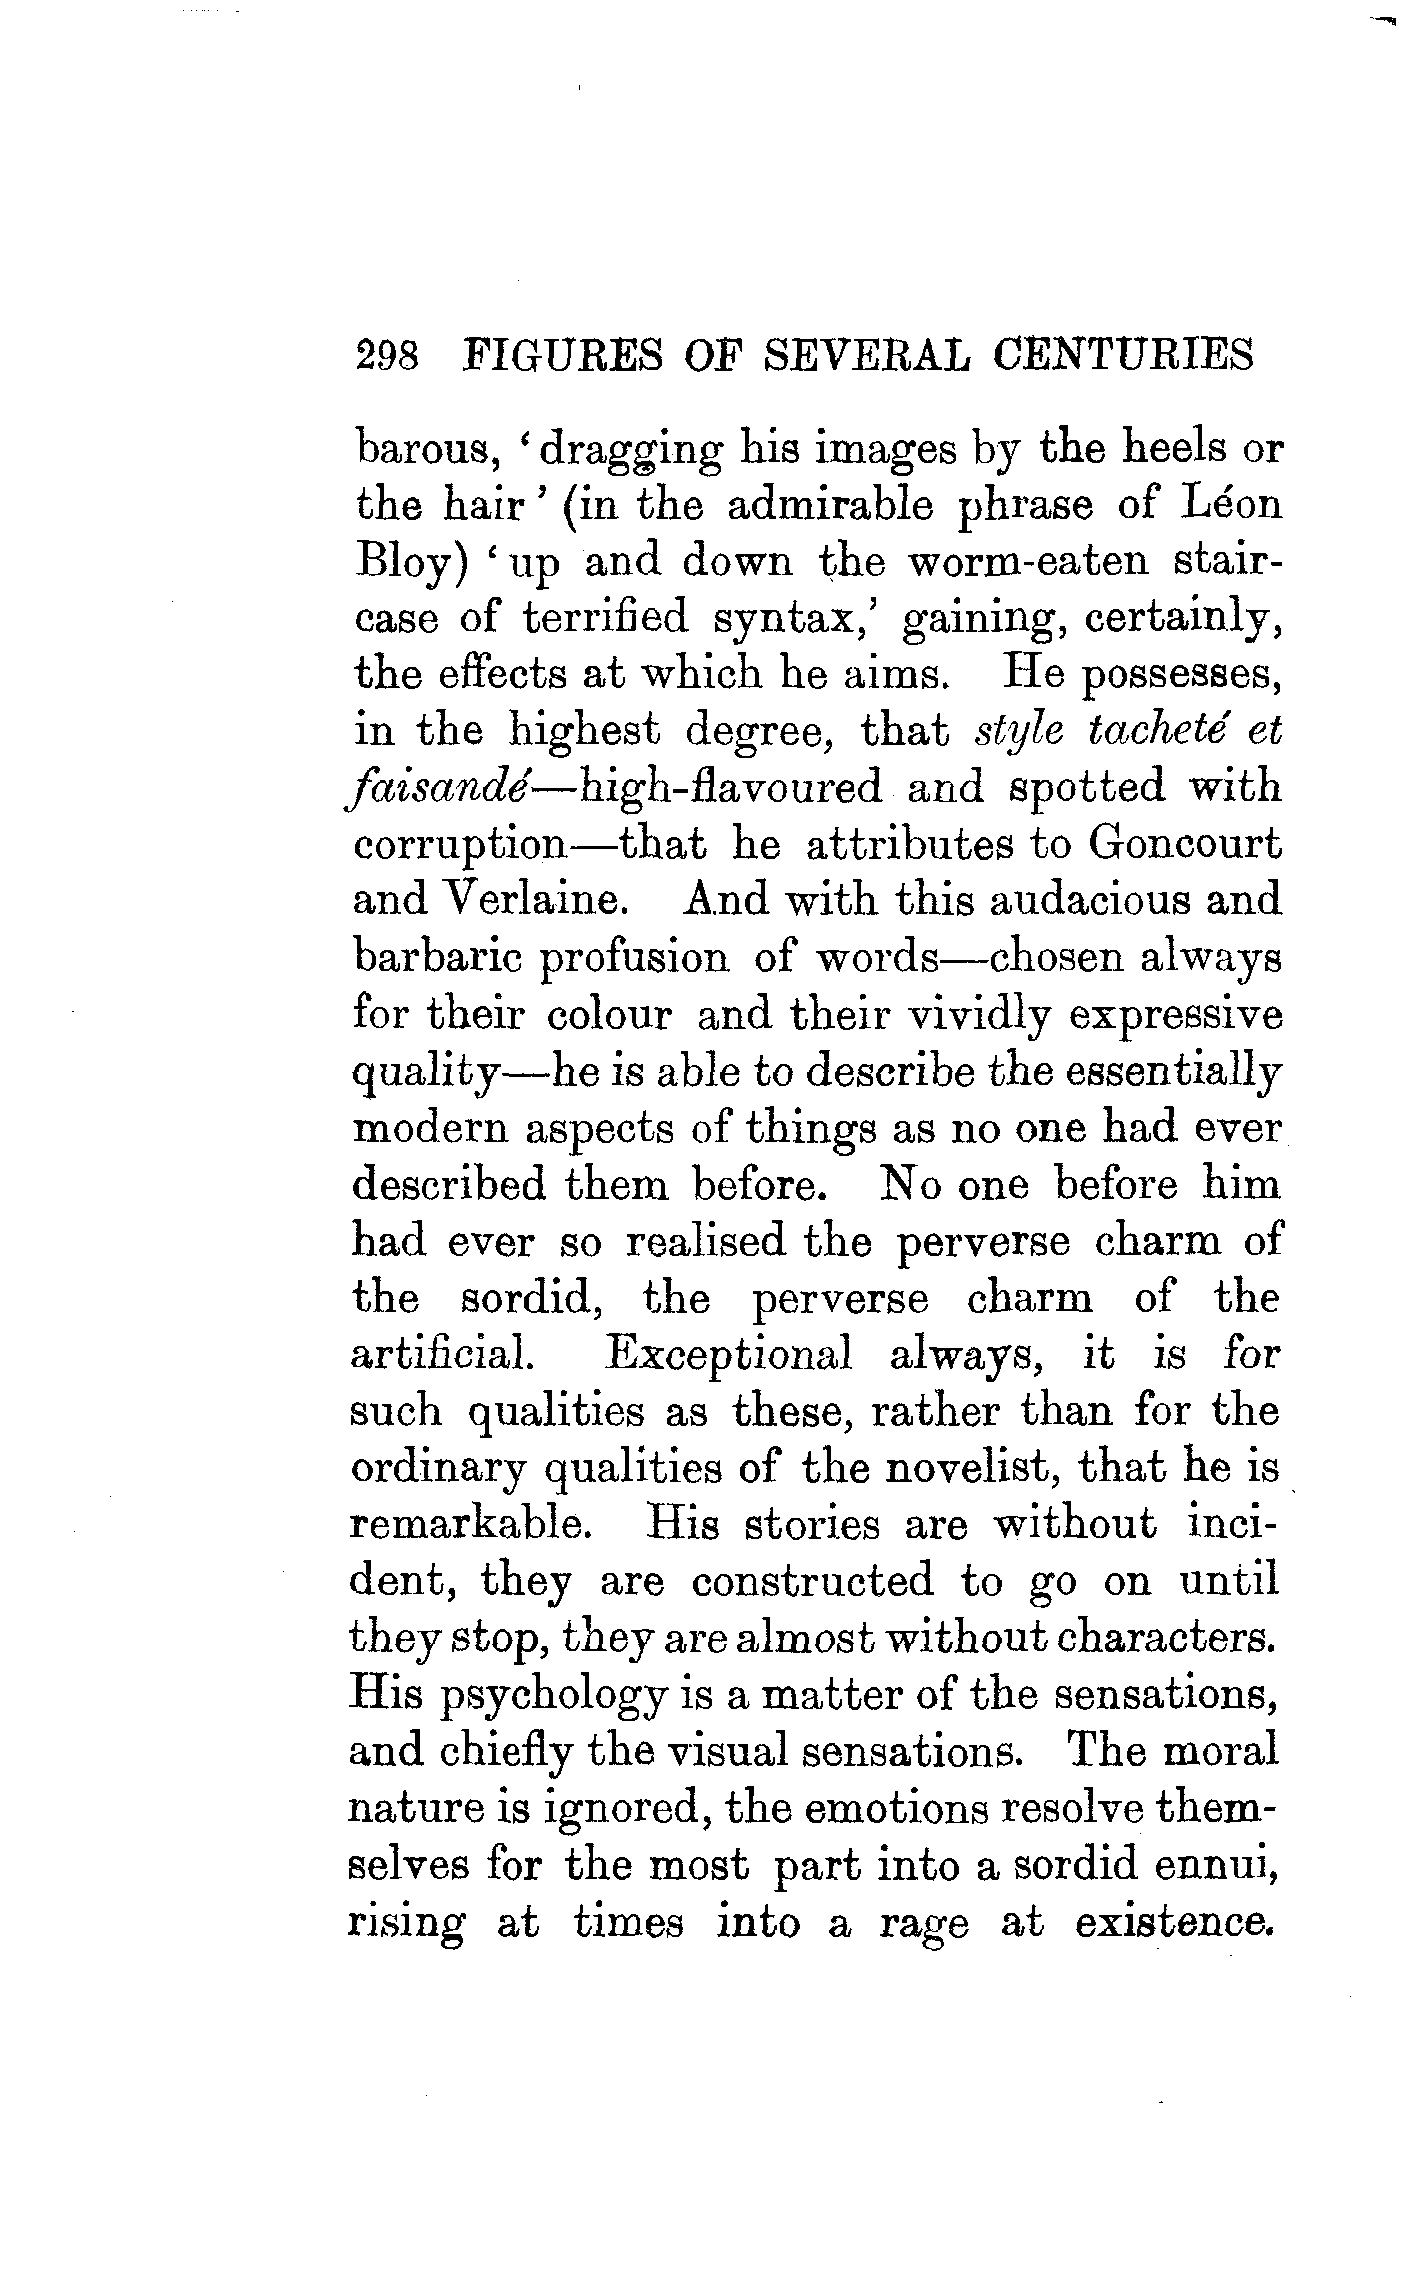 298 FIGURES OF SEVERAL CENTURIES
barous, ‘ dragging his images by the heels or
the hair ’ (in the admirable phrase of Léon
Bloy) ‘ up and down the worm-eaten stair-
case of terrified syntax,’ gaining, certainly,
the effects at which he aims. He possesses,
in the highest degree, that style tacheté et
faisandé—high-flavoured and spotted with
corruption—that he attributes to Goncourt
and Verlaine. And with this audacious and
barbaric profusion of words—chosen always
for their colour and their vividly expressive
quality—he is able to describe the essentially
modern aspects of things as no one had ever
described them before. No one before him
had ever so realised the perverse charm of
the sordid, the perverse charm of the
artificial. Exceptional always, it is for
such qualities as these, rather than for the
ordinary qualities of the novelist, that he is
remarkable. His stories are without inci-
dent, they are constructed to go on until
they stop, they are almost without characters.
His psychology is a matter of the sensations,
and chiefly the visual sensations. The moral
nature is ignored, the emotions resolve them-
selves for the most part into a sordid ennui,
rising at times into a rage at existence.